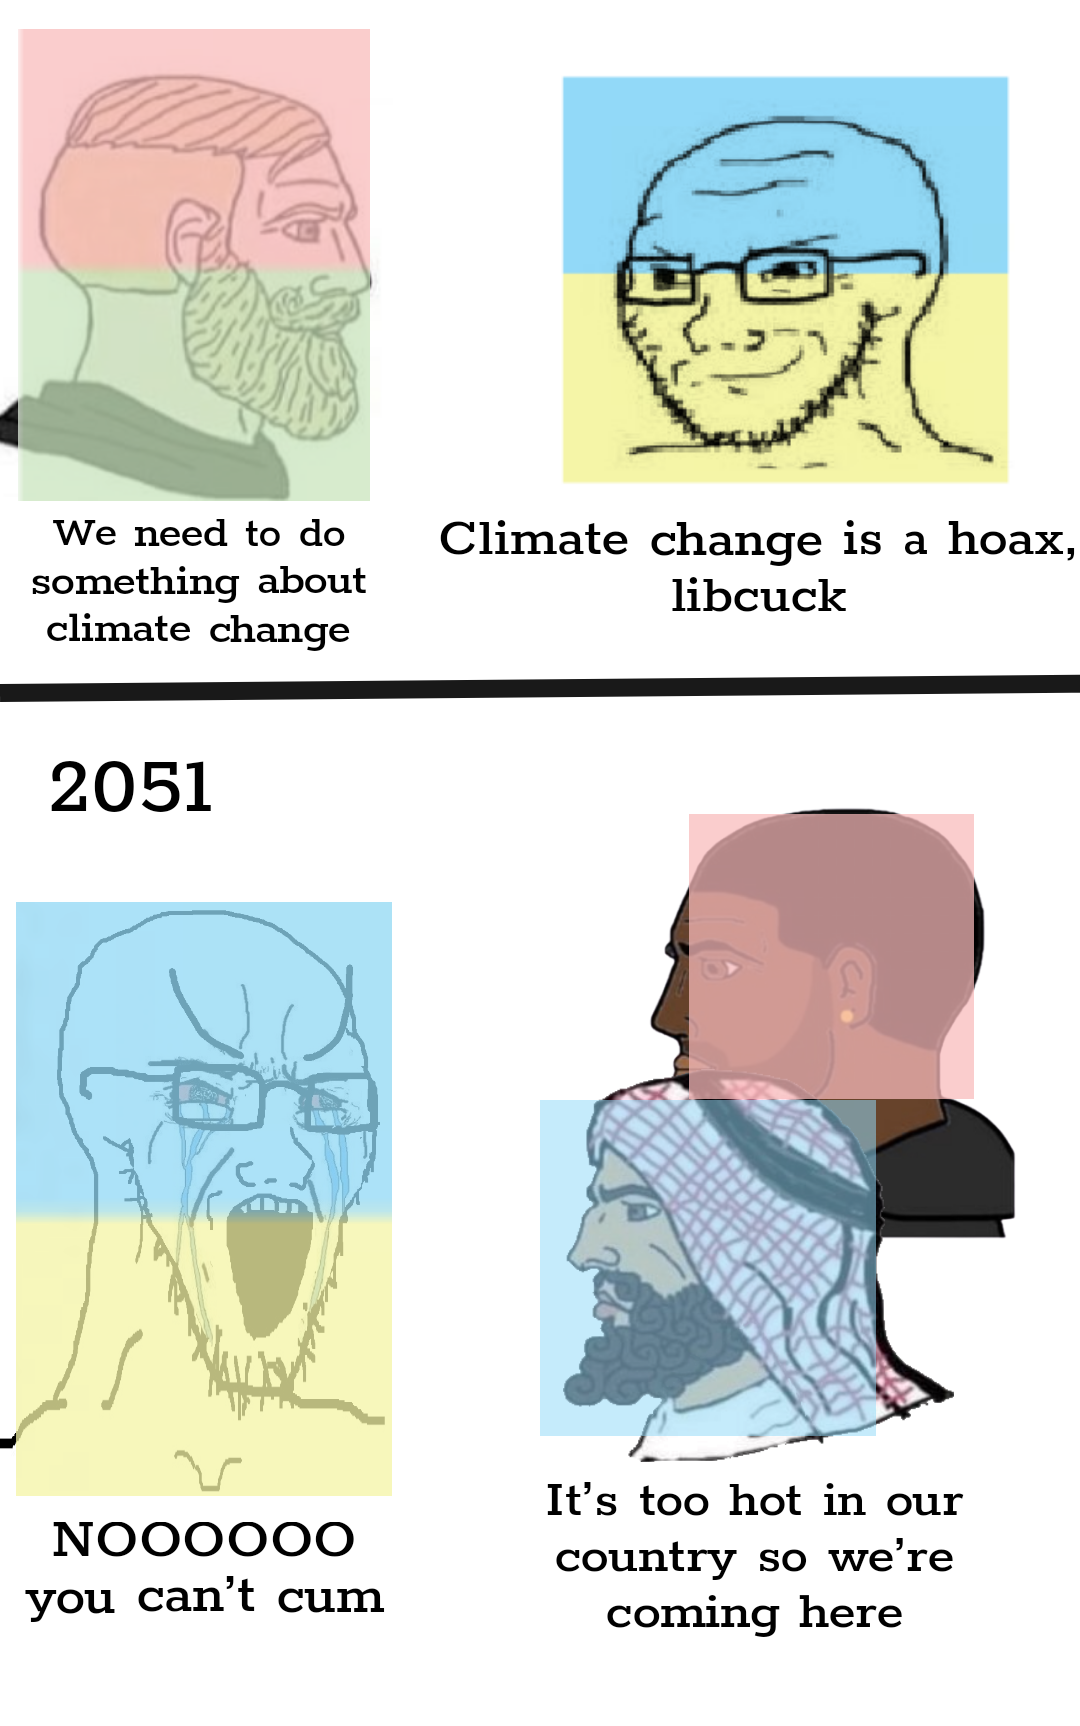 We need to do
something about
climate change
Climate change is a hoax,
libcuck
2051
NOOOOOO
you can't cum
It's too hot in our
country so we're
coming here